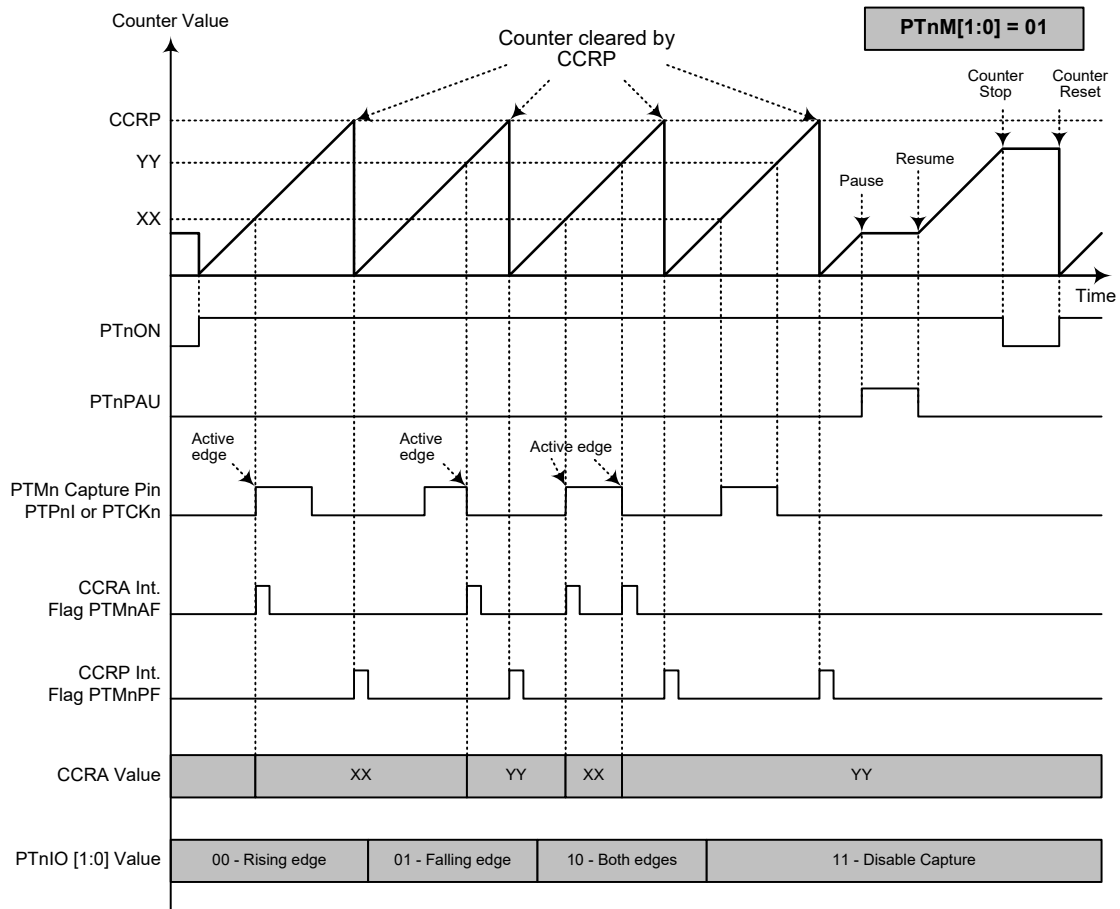 Counter Value
PTnM[1:0] = 01
Counter cleared by
CCRP
Counter
Stop
Counter
Reset
CCRP
YY
XX
Pause
Resume
Time
PTnON
PTnPAU
Active
edge
Active
edge
Active edge
PTMn Capture Pin
PTPnI or PTCKn
CCRA Int.
Flag PTMnAF
CCRP Int.
Flag PTMnPF
CCRA Value
XX
YY
XX
YY
PTnIO [1:0] Value
00 - Rising edge
01 - Falling edge
10 - Both edges
11 - Disable Capture